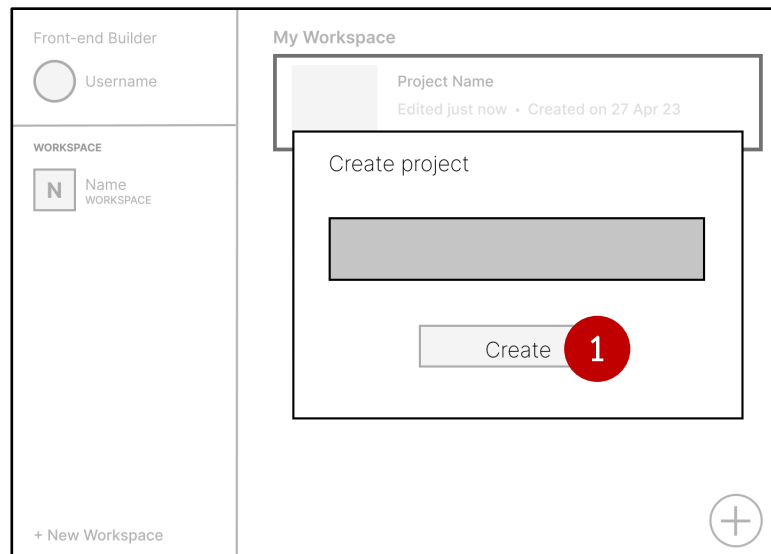 Front-end Builder
Username
WORKSPACE
N
Name
WORKSPACE
+ New Workspace
My Workspace
Project Name
Edited just now • Created on 27 Apr 23
Create project
Create
1